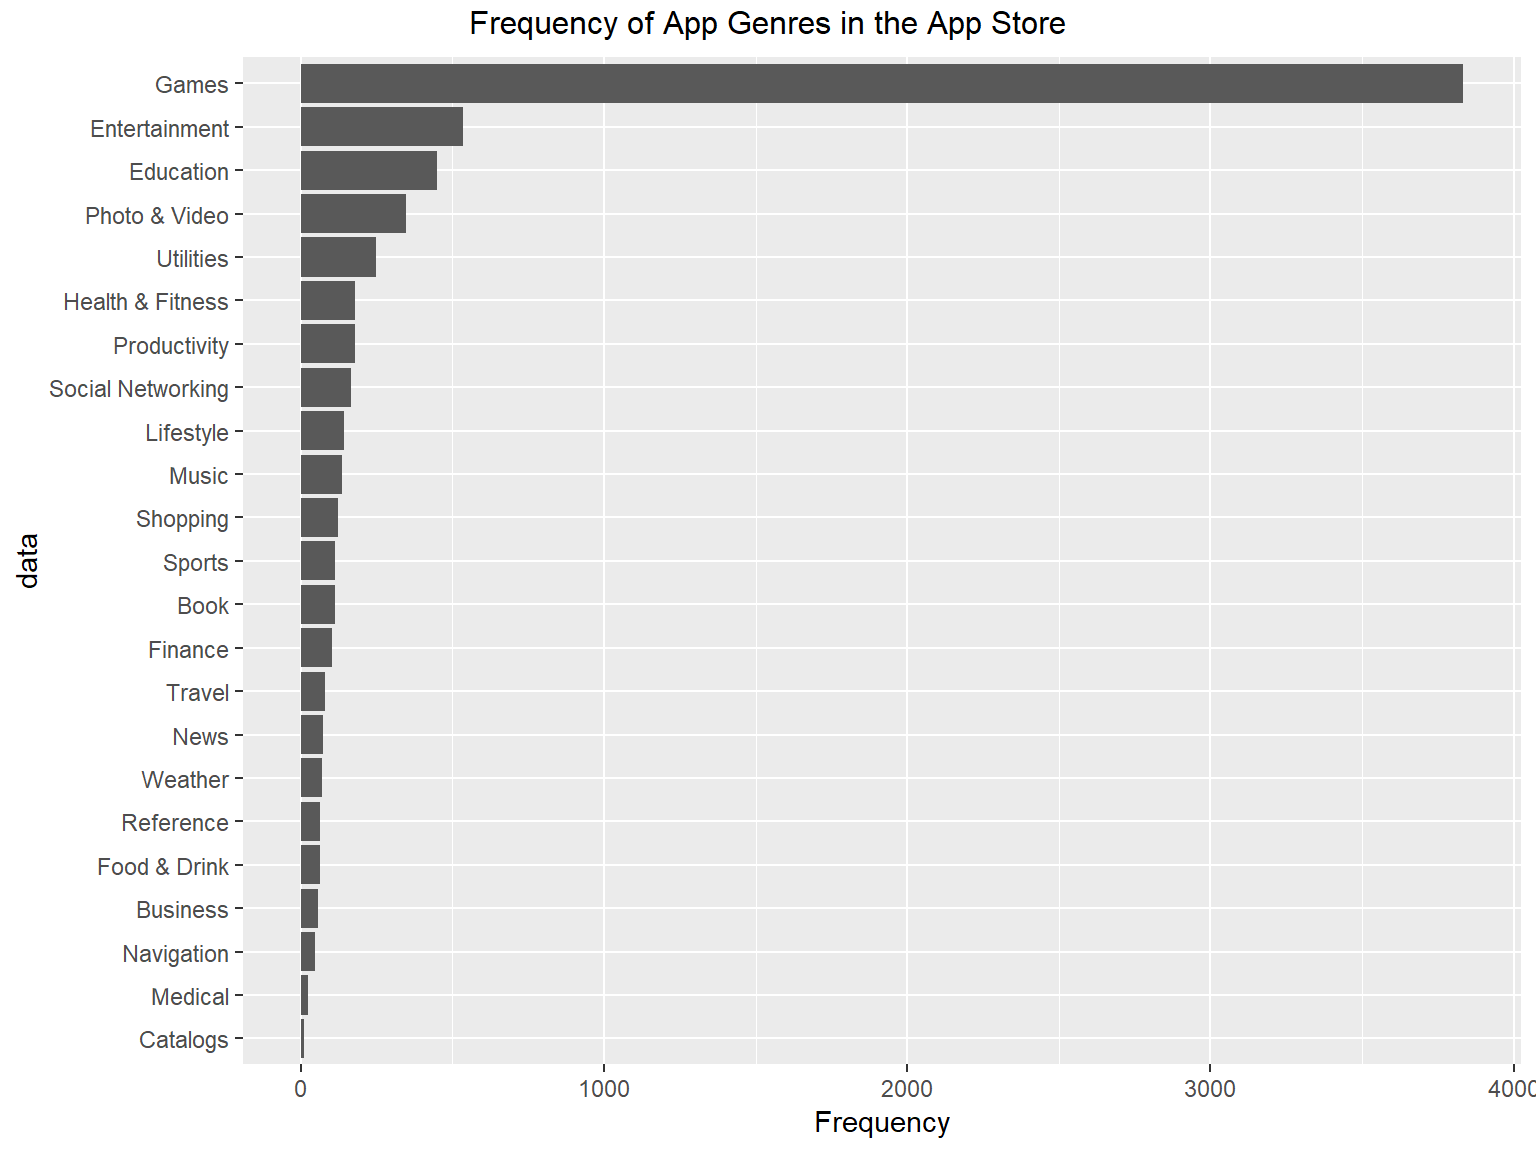 Frequency of App Genres in the App Store
Games
Entertainment
Education
Photo & Video
Utilities
Health & Fitness
Productivity
Social Networking
Lifestyle
Music
Shopping
Sports
Book
Finance
Travel
News
Weather
Reference
Food & Drink
Business
Navigation
Medical
Catalogs
data
0 1000 2000 3000 4000
Frequency